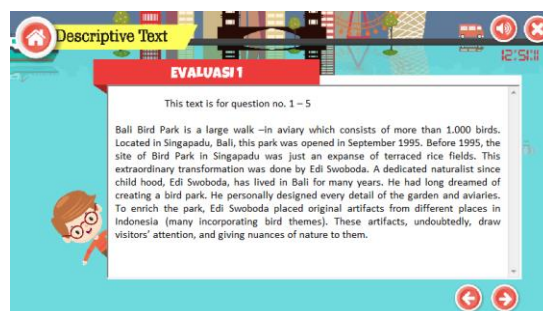 Descriptive Text
12:51:11
EVALUASI 1
This text is for question no. 1 – 5
Bali Bird Park is a large walk –in aviary which consists of more than 1.000 birds.
Located in Singapadu, Bali, this park was opened in September 1995. Before 1995, the
site of Bird Park in Singapadu was just an expanse of terraced rice fields. This
extraordinary transformation was done by Edi Swoboda. A dedicated naturalist since
child hood, Edi Swoboda, has lived in Bali for many years. He had long dreamed of
creating a bird park. He personally designed every detail of the garden and aviaries.
To enrich the park, Edi Swoboda placed original artifacts from different places in
Indonesia (many incorporating bird themes). These artifacts, undoubtedly, draw
visitors’ attention, and giving nuances of nature to them.